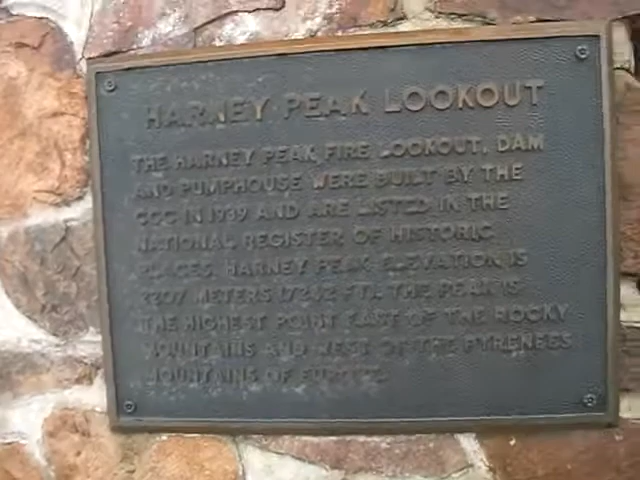 HARNEY PEAK LOOKOUT
THE HARNEY PEAK FIRE LOOKOUT, DAM
AND PUMPHOUSE WERE BUILT BY THE
CCC IN 1939 AND ARE LISTED IN THE
NATIONAL REGISTER OF HISTORIC
PLACES. HARNEY PEAK ELEVATION IS
2207 METERS (7242 FT). THE PEAK IS
THE HIGHEST POINT EAST OF THE ROCKY
MOUNTAINS AND WEST OF THE PYRENEES
MOUNTAINS OF EUROPE.